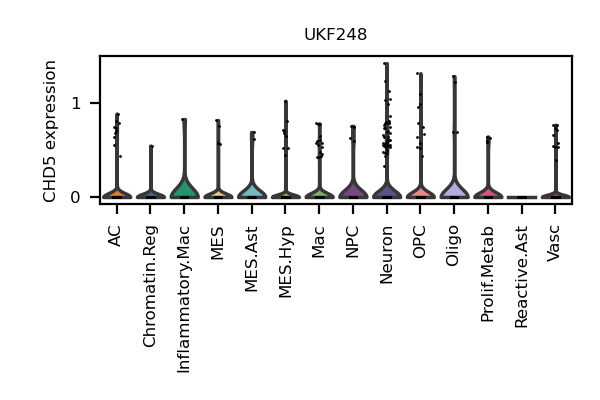 UKF248
CHD5 expression
1
0
AC
Chromatin.Reg
Inflammatory.Mac
MES
MES.Ast
MES.Hyp
Mac
NPC
Neuron
OPC
Oligo
Prolif.Metab
Reactive.Ast
Vasc